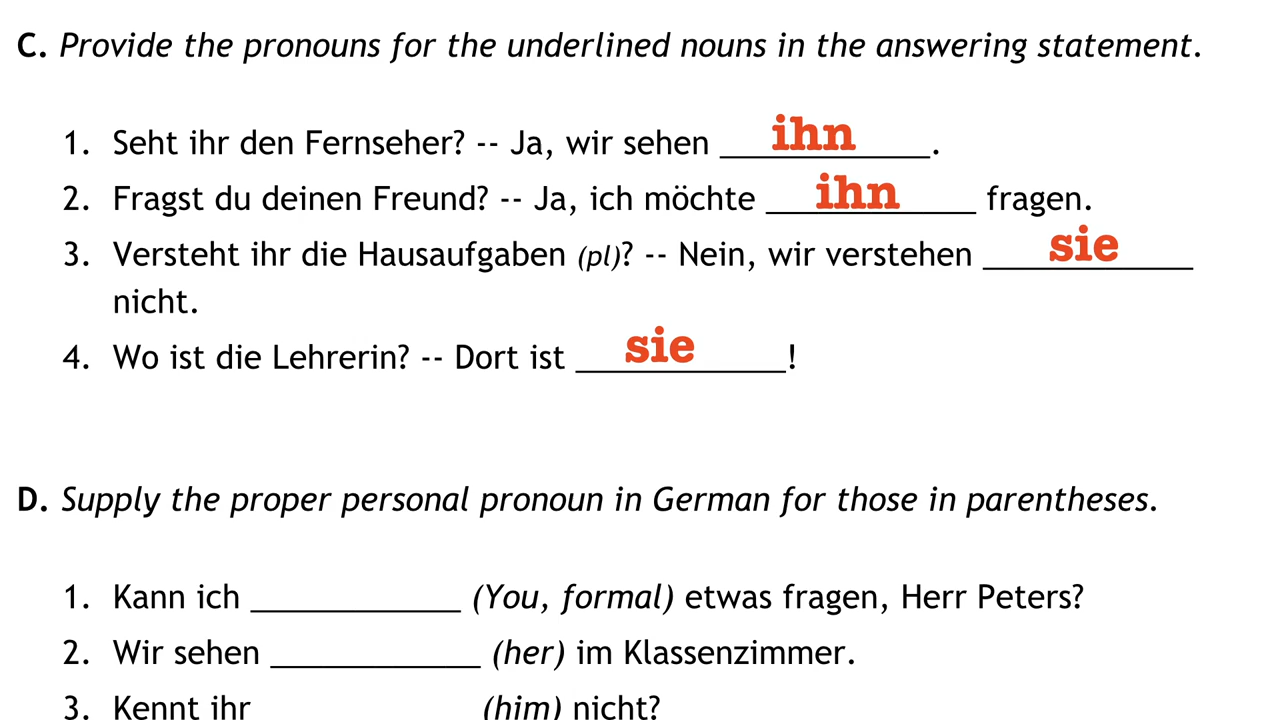 C. Provide the pronouns for the underlined nouns in the answering statement.
1. Seht ihr den Fernseher? -- Ja, wir sehen ihn.
2. Fragst du deinen Freund? -- Ja, ich möchte ihn fragen.
3. Versteht ihr die Hausaufgaben (pl)? -- Nein, wir verstehen sie
nicht.
4. Wo ist die Lehrerin? -- Dort ist sie!
D. Supply the proper personal pronoun in German for those in parentheses.
1. Kann ich ____________ (You, formal) etwas fragen, Herr Peters?
2. Wir sehen ____________ (her) im Klassenzimmer.
3. Kennt ihr (him) nicht?